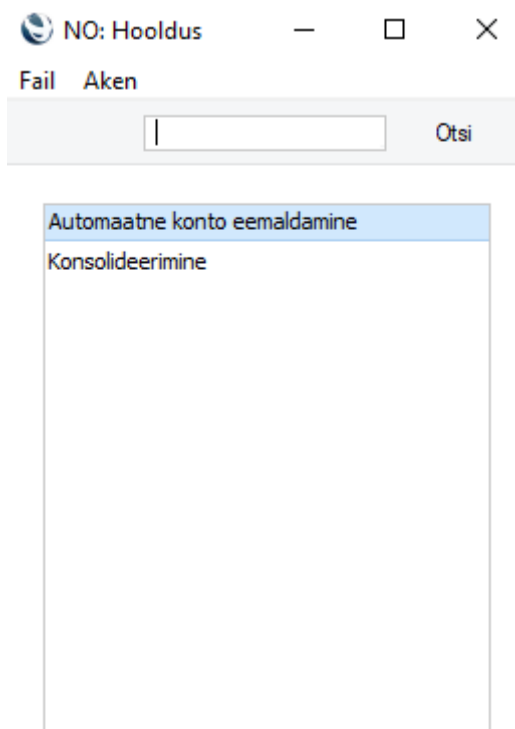 NO: Hooldus
Fail Aken
Otsi
Automaatne konto eemaldamine
Konsolideerimine